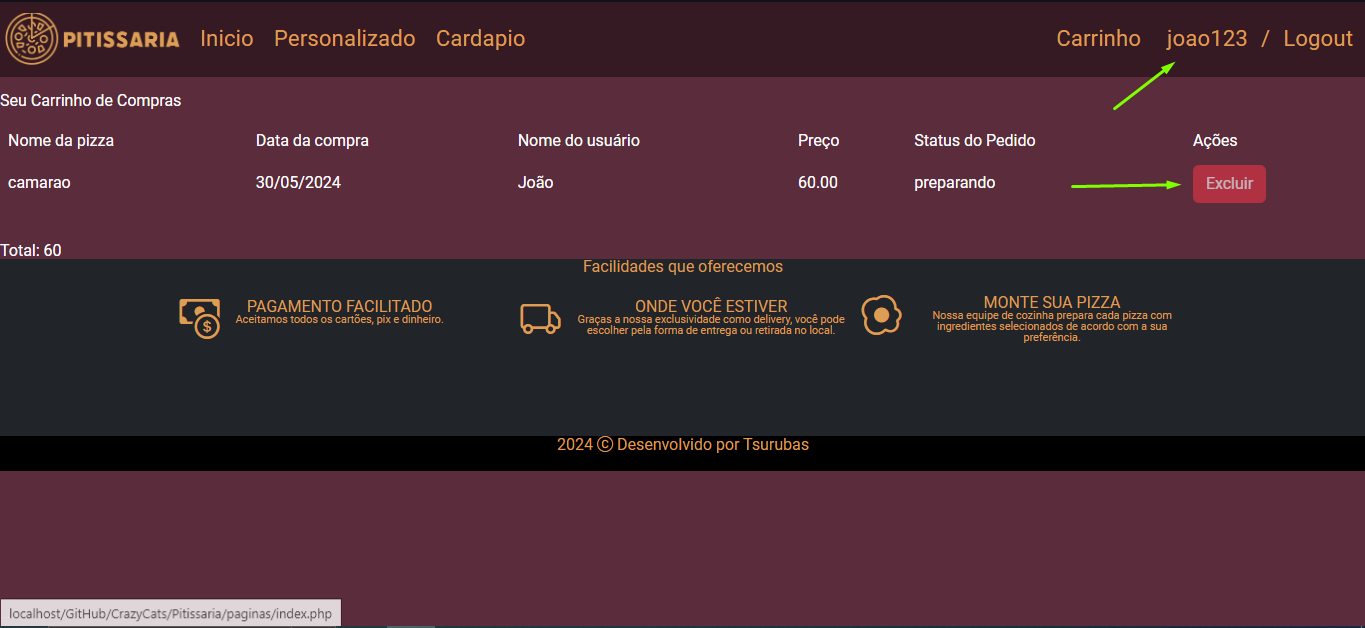 PITISSARIA Inicio Personalizado Cardapio Carrinho joao123 / Logout
Seu Carrinho de Compras
Nome da pizza Data da compra Nome do usuário Preço Status do Pedido Ações
camarao 30/05/2024 João 60.00 preparando Excluir
Total: 60
Facilidades que oferecemos
PAGAMENTO FACILITADO
Aceitamos todos os cartões, pix e dinheiro.
ONDE VOCÊ ESTIVER
Graças a nossa exclusividade como delivery, você pode
escolher pela forma de entrega ou retirada no local.
MONTE SUA PIZZA
Nossa equipe de cozinha prepara cada pizza com
ingredientes selecionados de acordo com a sua
preferência.
2024 © Desenvolvido por Tsurubas
localhost/GitHub/CrazyCats/Pitissaria/paginas/index.php